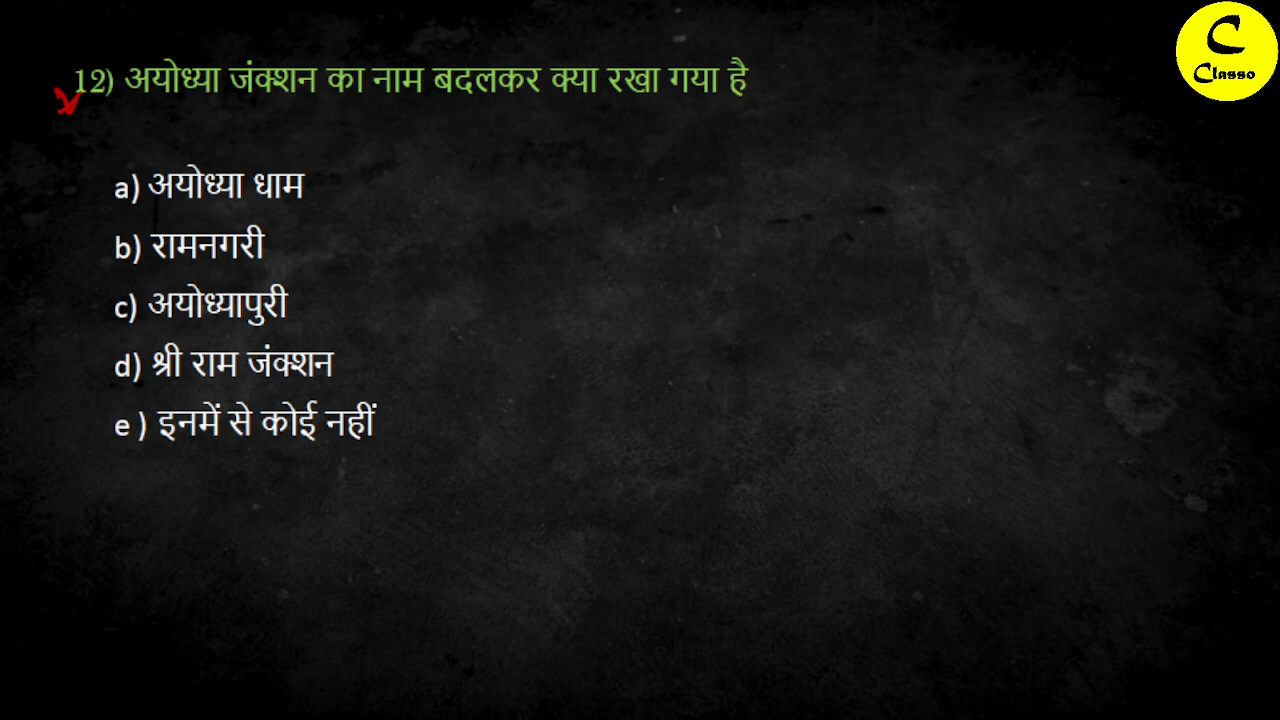 C
Classo
12) अयोध्या जंक्शन का नाम बदलकर क्या रखा गया है
a) अयोध्या धाम
b) रामनगरी
c) अयोध्यापुरी
d) श्री राम जंक्शन
e ) इनमें से कोई नहीं